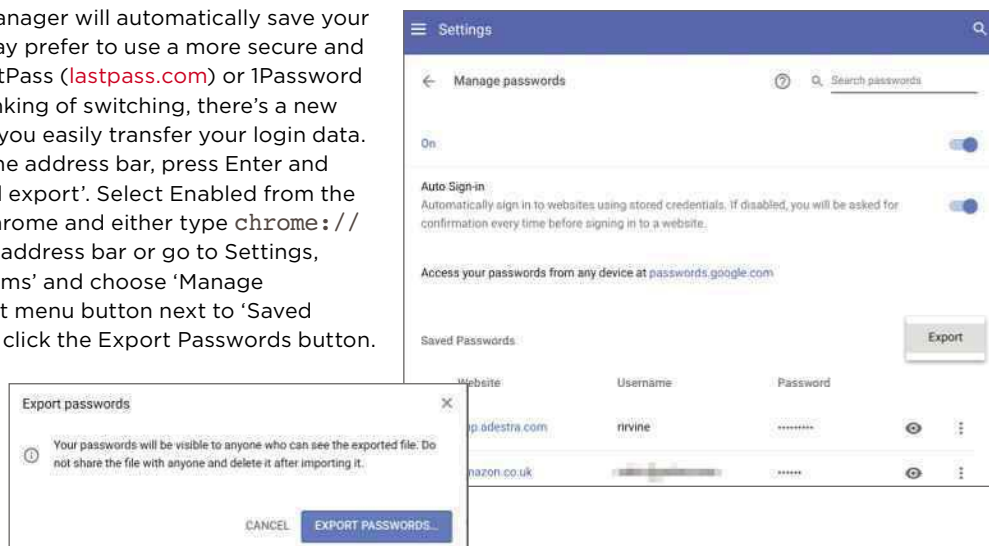 anager will automatically save your
ay prefer to use a more secure and
tPass (lastpass.com) or 1Password
nking of switching, there's a new
you easily transfer your login data.
ne address bar, press Enter and
l export'. Select Enabled from the
hrome and either type chrome://
address bar or go to Settings,
ms' and choose 'Manage
t menu button next to 'Saved
click the Export Passwords button.
Settings
Manage passwords
Search passwords
On
Auto Sign-in
Automatically sign in to websites using stored credentials. If disabled, you will be asked for
confirmation every time before signing in to a website.
Access your passwords from any device at passwords.google.com
Saved Passwords
Export
Website Username Password
p.adestra.com rirvine •••••••••
nazon.co.uk ••••••
Export passwords
Your passwords will be visible to anyone who can see the exported file. Do
not share the file with anyone and delete it after importing it.
CANCEL EXPORT PASSWORDS...